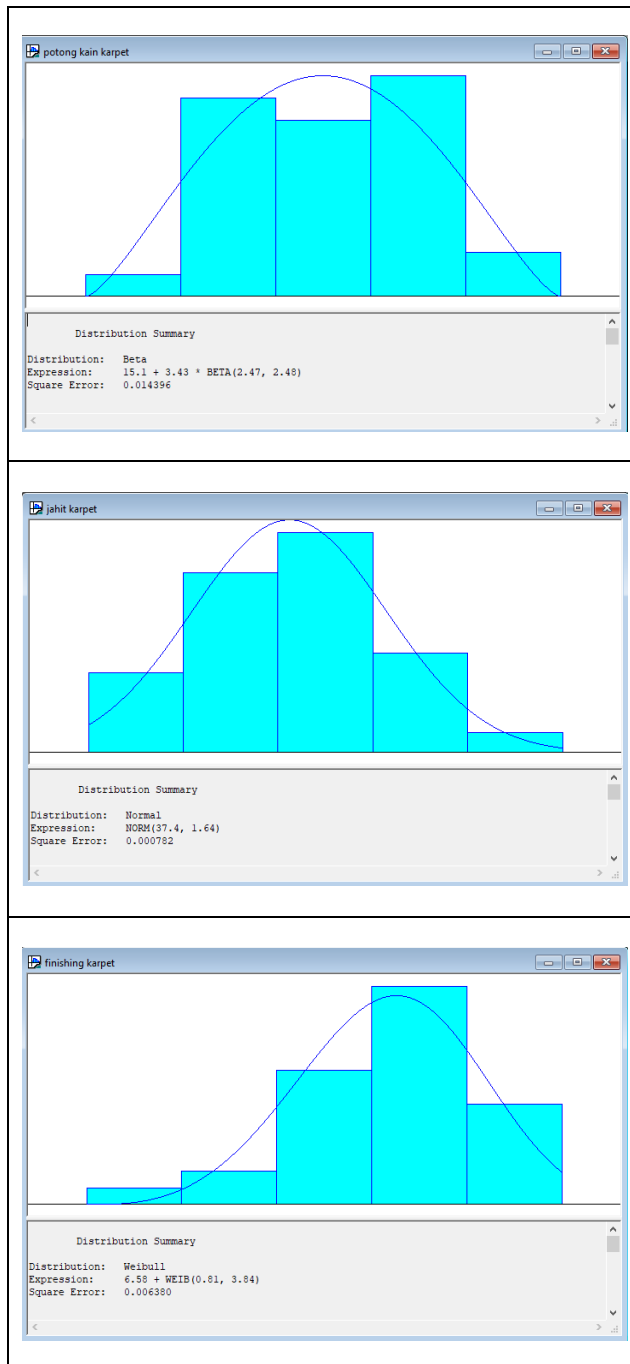 potong kain karpet
Distribution Summary
Distribution: Beta
Expression: 15.1 + 3.43 * BETA(2.47, 2.48)
Square Error: 0.014396
jahit karpet
Distribution Summary
Distribution: Normal
Expression: NORM(37.4, 1.64)
Square Error: 0.000782
finishing karpet
Distribution Summary
Distribution: Weibull
Expression: 6.58 + WEIB(0.81, 3.84)
Square Error: 0.006380